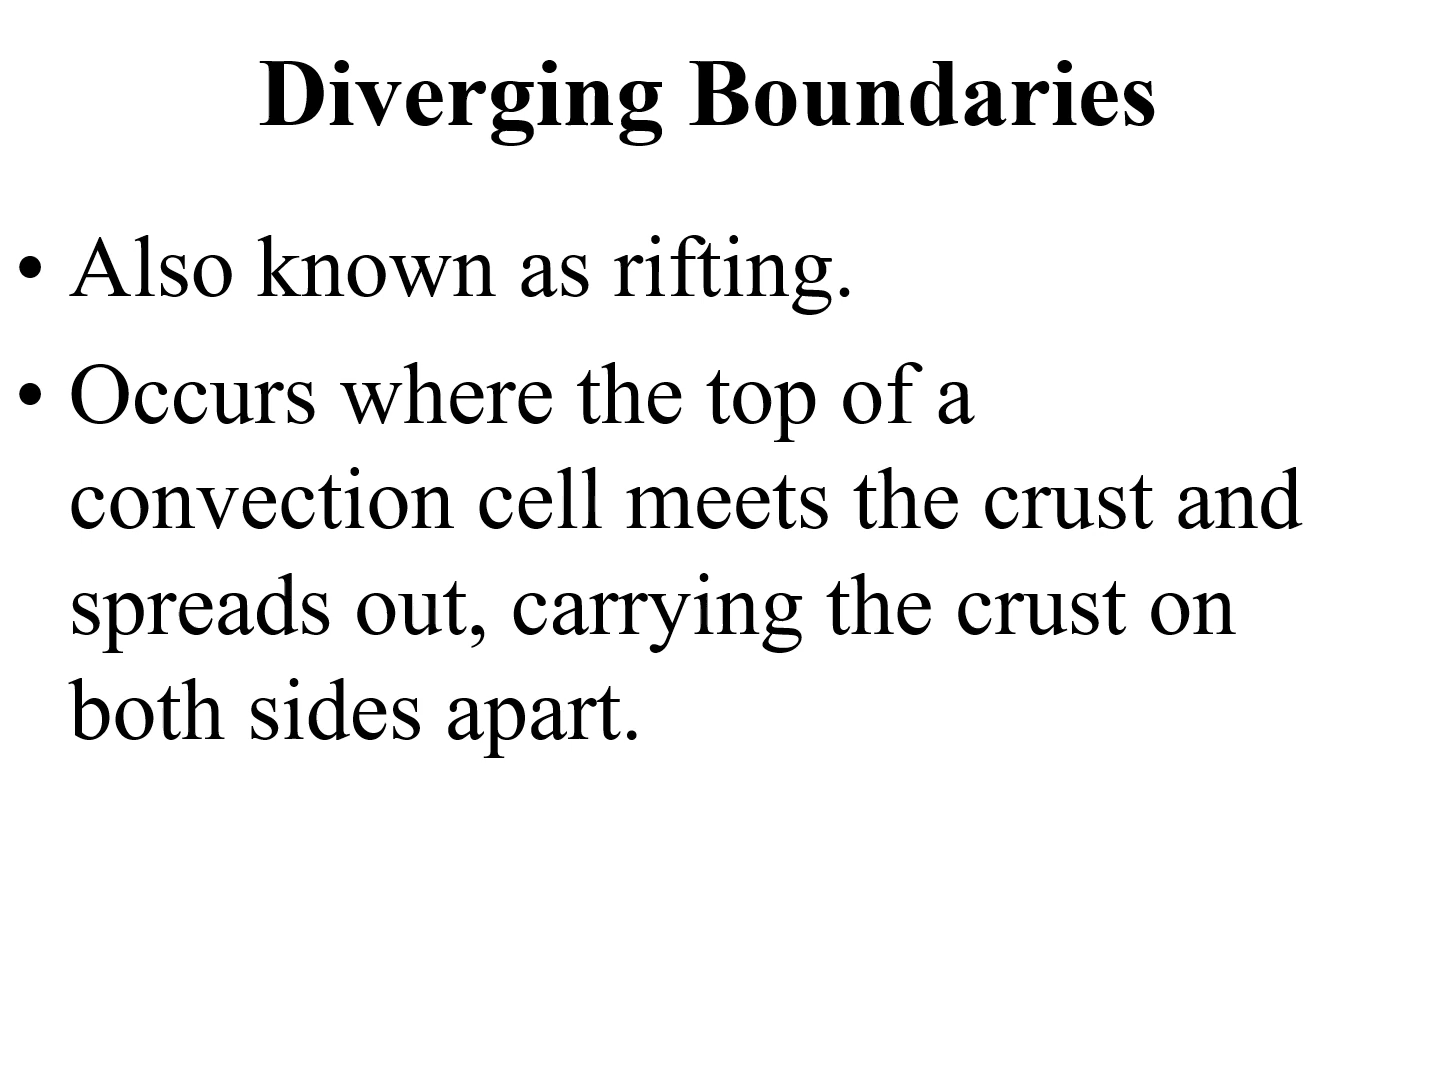 Diverging Boundaries
• Also known as rifting.
• Occurs where the top of a
convection cell meets the crust and
spreads out, carrying the crust on
both sides apart.